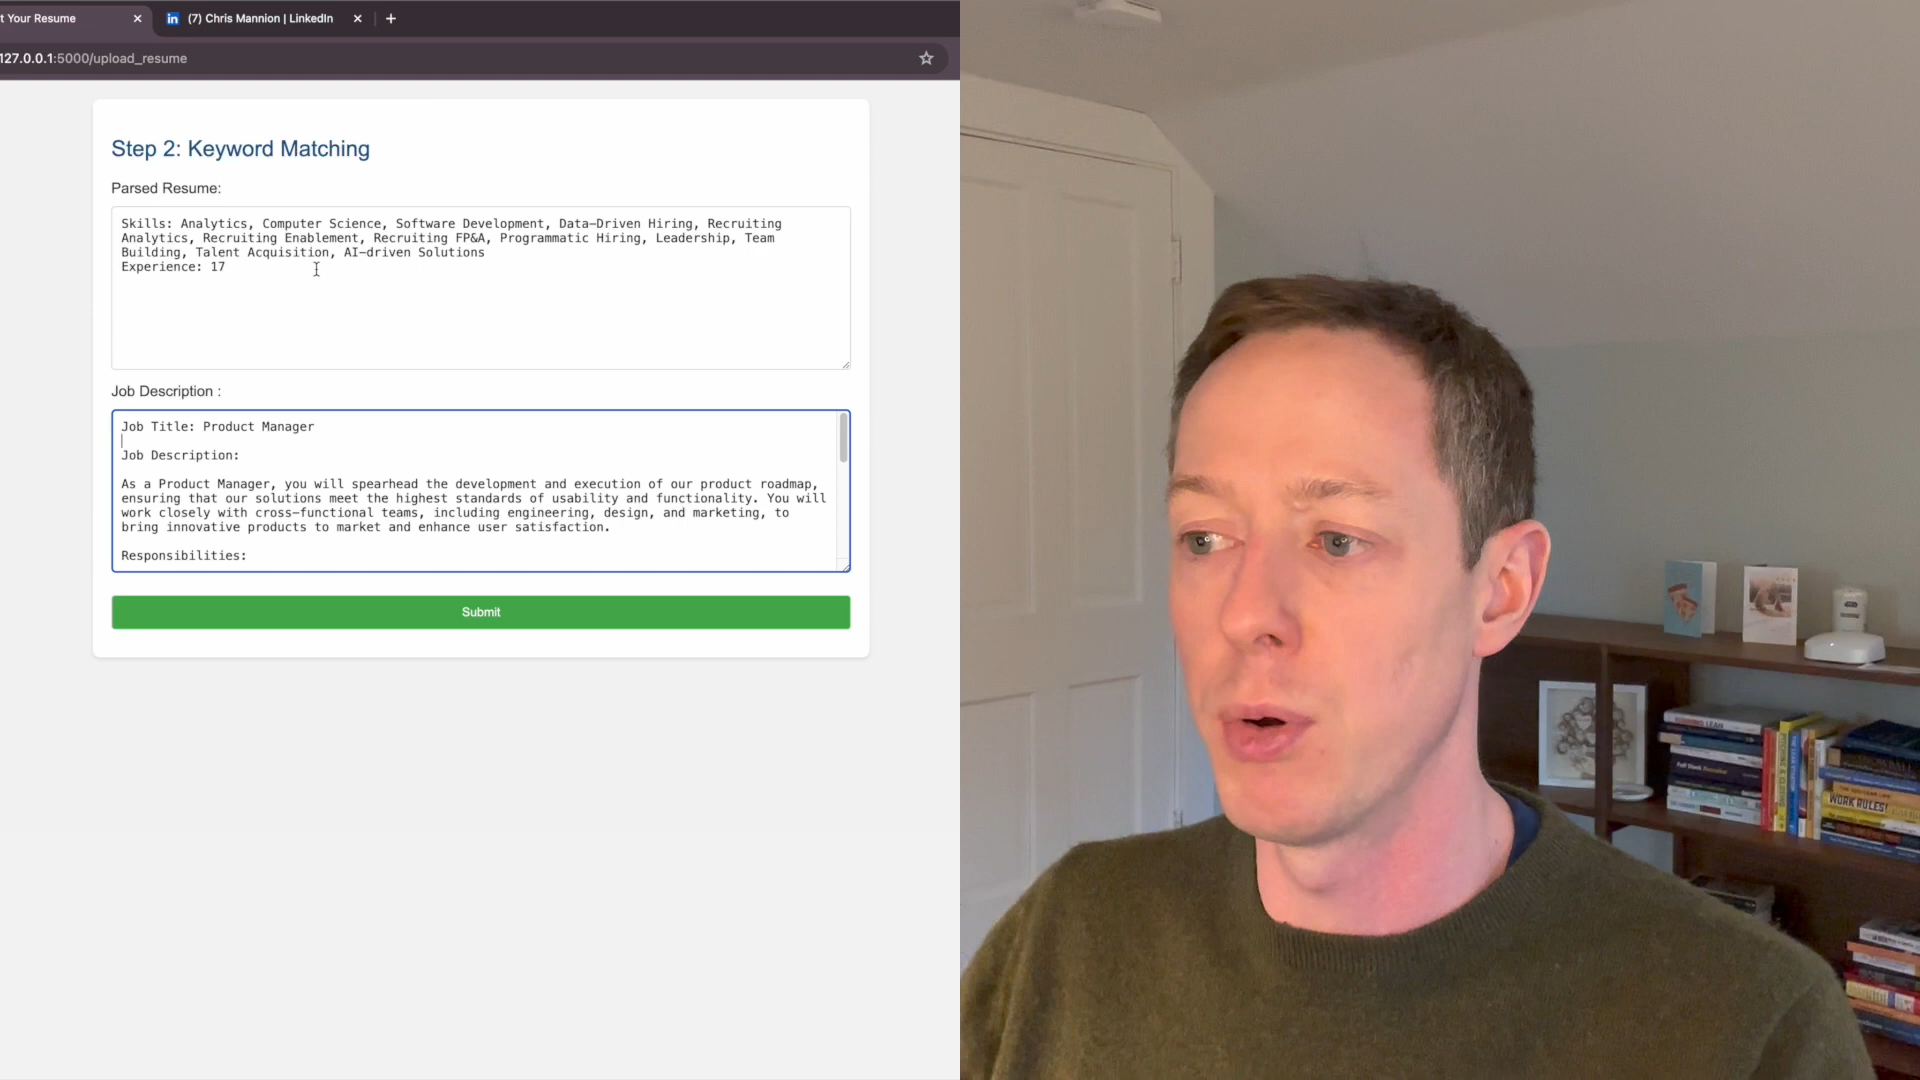 t Your Resume
(7) Chris Mannion | LinkedIn
127.0.0.1:5000/upload_resume
Step 2: Keyword Matching
Parsed Resume:
Skills: Analytics, Computer Science, Software Development, Data-Driven Hiring, Recruiting
Analytics, Recruiting Enablement, Recruiting FP&A, Programmatic Hiring, Leadership, Team
Building, Talent Acquisition, AI-driven Solutions
Experience: 17
Job Description :
Job Title: Product Manager
Job Description:
As a Product Manager, you will spearhead the development and execution of our product roadmap,
ensuring that our solutions meet the highest standards of usability and functionality. You will
work closely with cross-functional teams, including engineering, design, and marketing, to
bring innovative products to market and enhance user satisfaction.
Responsibilities:
Submit
WORK RULES!